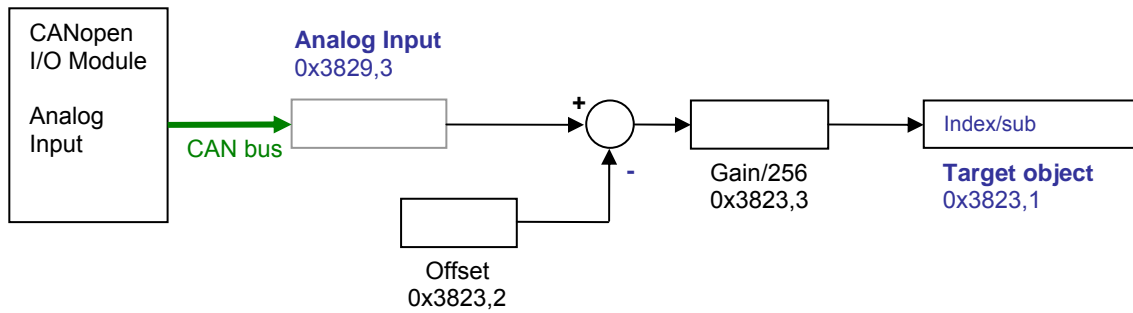 CANopen
I/O Module
Analog
Input
CAN bus
Analog Input
0x3829,3
+
-
Offset
0x3823,2
Gain/256
0x3823,3
Index/sub
Target object
0x3823,1